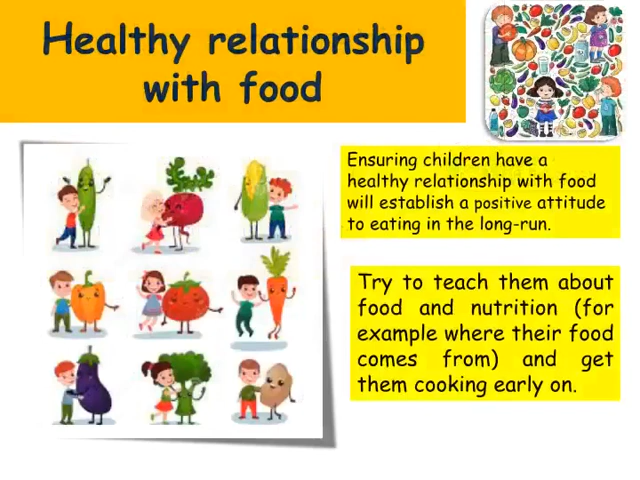 Healthy relationship
with food
Ensuring children have a
healthy relationship with food
will establish a positive attitude
to eating in the long-run.
Try to teach them about
food and nutrition (for
example where their food
comes from) and get
them cooking early on.